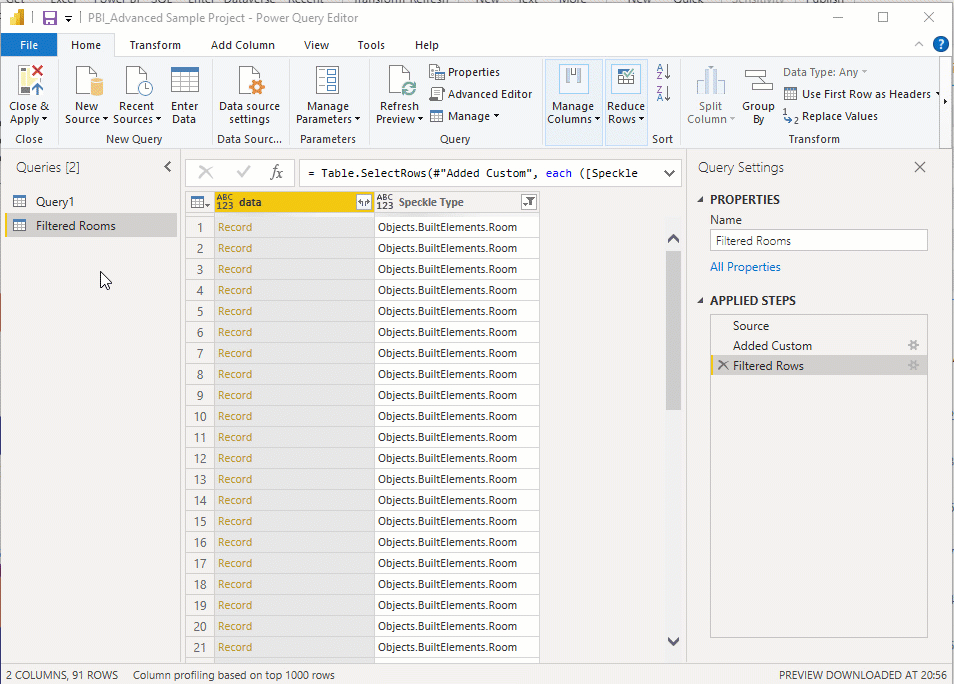 PBI_Advanced Sample Project - Power Query Editor
File Home Transform Add Column View Tools Help
Close & Apply
Close
New Source
Recent Sources
Enter Data
New Query
Data source settings
Data Sourc...
Manage Parameters
Parameters
Refresh Preview
Properties
Advanced Editor
Manage
Query
Manage Columns
Reduce Rows
Sort
Split Column
Group By
Data Type: Any
Use First Row as Headers
Replace Values
Transform
Queries [2]
Query1
Filtered Rooms
fx
= Table.SelectRows(#"Added Custom", each ([Speckle
ABC 123 data ABC 123 Speckle Type
1 Record Objects.BuiltElements.Room
2 Record Objects.BuiltElements.Room
3 Record Objects.BuiltElements.Room
4 Record Objects.BuiltElements.Room
5 Record Objects.BuiltElements.Room
6 Record Objects.BuiltElements.Room
7 Record Objects.BuiltElements.Room
8 Record Objects.BuiltElements.Room
9 Record Objects.BuiltElements.Room
10 Record Objects.BuiltElements.Room
11 Record Objects.BuiltElements.Room
12 Record Objects.BuiltElements.Room
13 Record Objects.BuiltElements.Room
14 Record Objects.BuiltElements.Room
15 Record Objects.BuiltElements.Room
16 Record Objects.BuiltElements.Room
17 Record Objects.BuiltElements.Room
18 Record Objects.BuiltElements.Room
19 Record Objects.BuiltElements.Room
20 Record Objects.BuiltElements.Room
21 Record Objects.BuiltElements.Room
Query Settings
PROPERTIES
Name
Filtered Rooms
All Properties
APPLIED STEPS
Source
Added Custom
Filtered Rows
2 COLUMNS, 91 ROWS Column profiling based on top 1000 rows PREVIEW DOWNLOADED AT 20:56